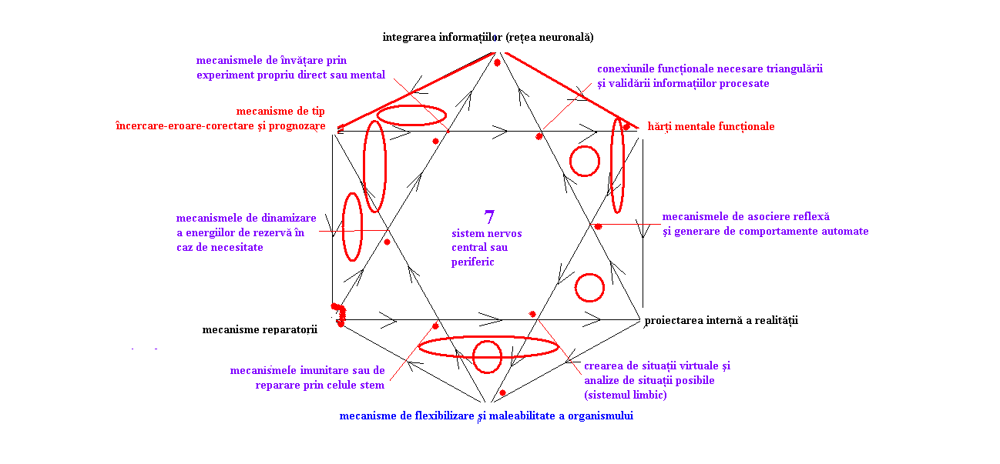 integrarea informațiilor (rețea neuronală)
mecanismele de învățare prin
experiment propriu direct sau mental
conexiunile funcționale necesare triangulării
și validării informațiilor procesate
mecanisme de tip
încercare-eroare-corectare și prognozare
hărți mentale funcționale
mecanismele de dinamizare
a energiilor de rezervă în
caz de necesitate
7
sistem nervos
central sau
periferic
mecanismele de asociere reflexă
și generare de comportamente automate
mecanisme reparatorii
proiectarea internă a realității
mecanismele imunitare sau de
reparare prin celule stem
crearea de situații virtuale și
analize de situații posibile
(sistemul limbic)
mecanisme de flexibilizare și maleabilitate a organismului